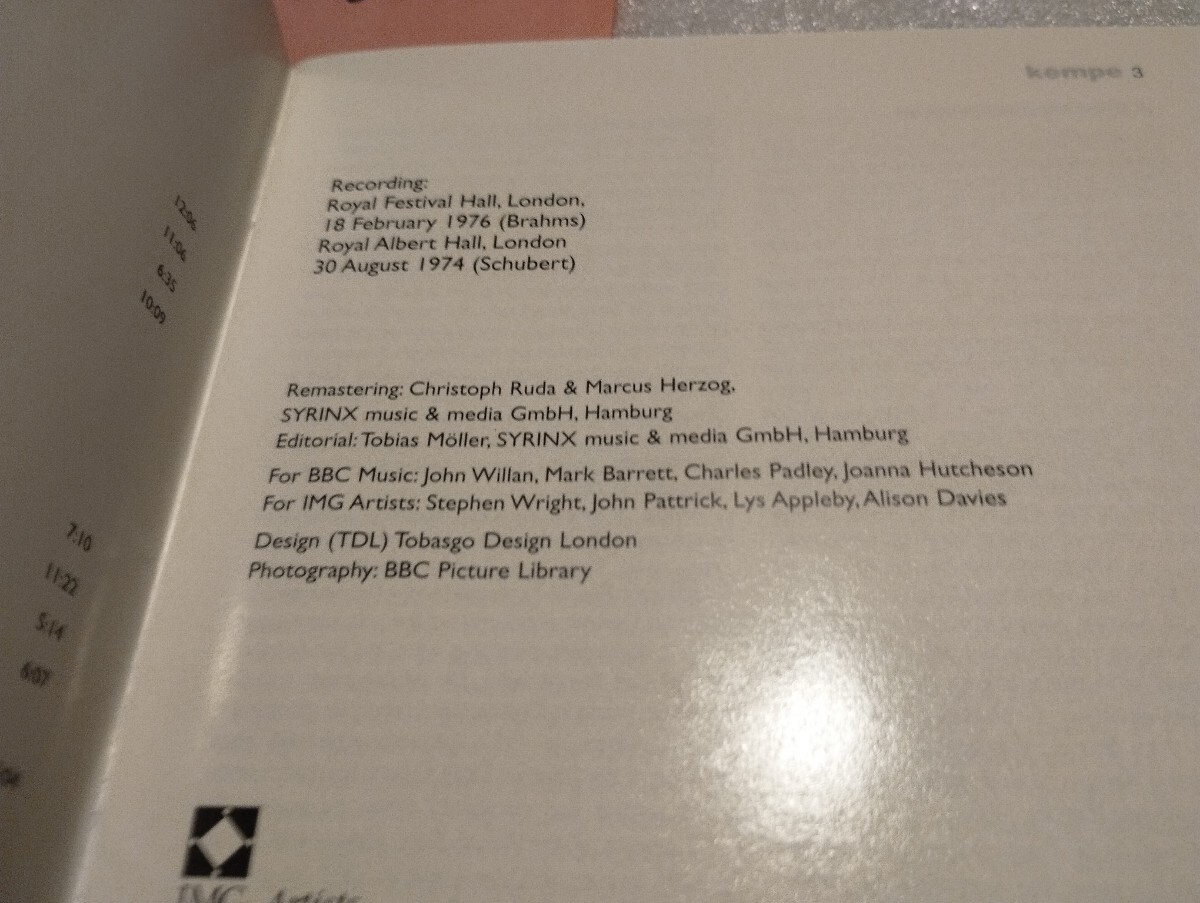 kempe 3
12:06
11:06
6:35
10:09
7:10
11:22
5:14
6:07
Recording:
Royal Festival Hall, London,
18 February 1976 (Brahms)
Royal Albert Hall, London
30 August 1974 (Schubert)
Remastering: Christoph Ruda & Marcus Herzog,
SYRINX music & media GmbH, Hamburg
Editorial: Tobias Möller, SYRINX music & media GmbH, Hamburg
For BBC Music: John Willan, Mark Barrett, Charles Padley, Joanna Hutcheson
For IMG Artists: Stephen Wright, John Pattrick, Lys Appleby, Alison Davies
Design (TDL) Tobasgo Design London
Photography: BBC Picture Library
IMG Artists